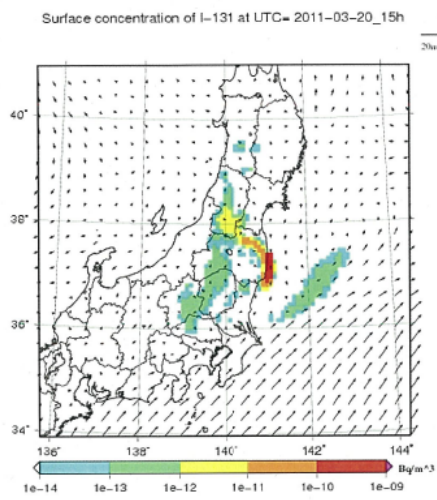 Surface concentration of I-131 at UTC= 2011-03-20_15h
40°
38°
36°
34°
136° 138° 140° 142° 144°
Bq/m^3
1e-14 1e-13 1e-12 1e-11 1e-10 1e-09